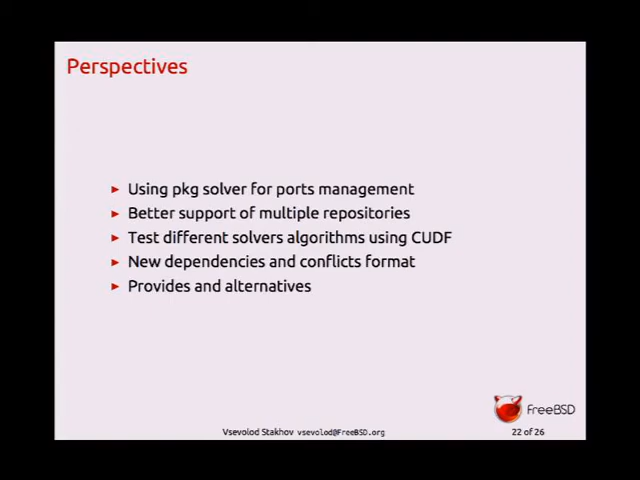 Perspectives
Using pkg solver for ports management
Better support of multiple repositories
Test different solvers algorithms using CUDF
New dependencies and conflicts format
Provides and alternatives
FreeBSD
Vsevolod Stakhov vsevolod@FreeBSD.org
22 of 26